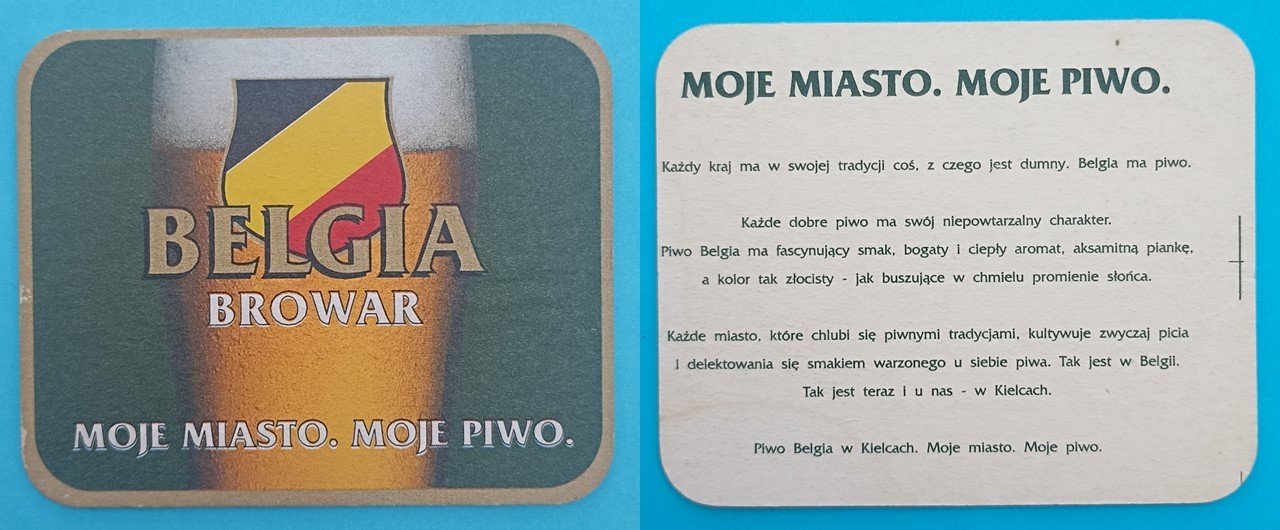 BELGIA
BROWAR
MOJE MIASTO. MOJE PIWO.
MOJE MIASTO. MOJE PIWO.
Każdy kraj ma w swojej tradycji coś, z czego jest dumny. Belgia ma piwo.
Każde dobre piwo ma swój niepowtarzalny charakter.
Piwo Belgia ma fascynujący smak, bogaty i ciepły aromat, aksamitną piankę,
a kolor tak złocisty - jak buszujące w chmielu promienie słońca.
Każde miasto, które chlubi się piwnymi tradycjami, kultywuje zwyczaj picia
i delektowania się smakiem warzonego u siebie piwa. Tak jest w Belgii.
Tak jest teraz i u nas - w Kielcach.
Piwo Belgia w Kielcach. Moje miasto. Moje piwo.